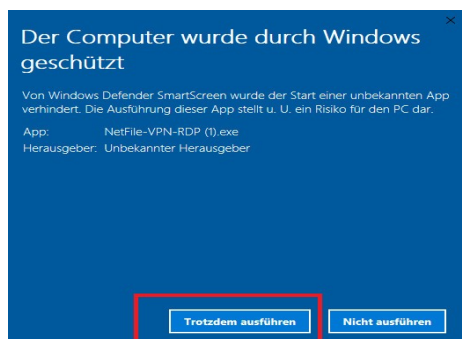 Der Computer wurde durch Windows
geschützt
Von Windows Defender SmartScreen wurde der Start einer unbekannten App
verhindert. Die Ausführung dieser App stellt u. U. ein Risiko für den PC dar.
App: NetFile-VPN-RDP (1).exe
Herausgeber: Unbekannter Herausgeber
Trotzdem ausführen Nicht ausführen